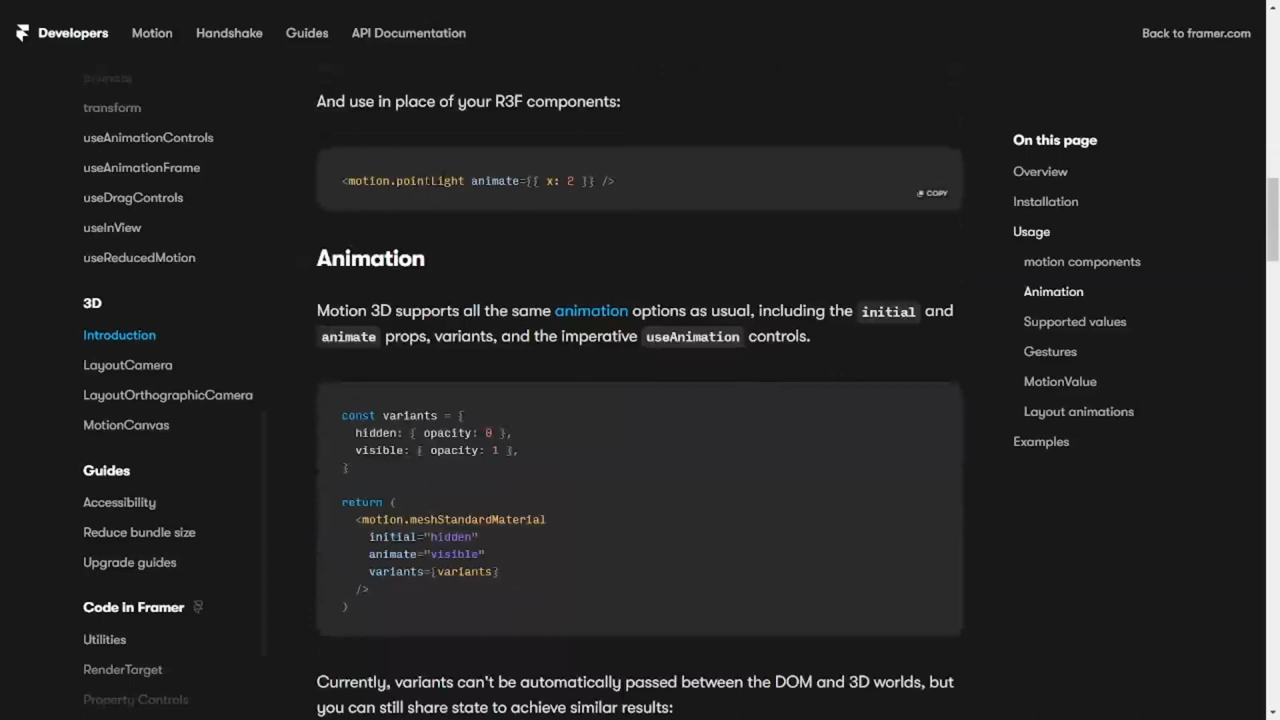 Developers
Motion
Handshake
Guides
API Documentation
Back to framer.com
transform
useAnimationControls
useAnimationFrame
useDragControls
useInView
useReducedMotion
3D
Introduction
LayoutCamera
LayoutOrthographicCamera
MotionCanvas
Guides
Accessibility
Reduce bundle size
Upgrade guides
Code in Framer
Utilities
RenderTarget
Property Controls
And use in place of your R3F components:
<motion.pointLight animate={{ x: 2 }} />
COPY
Animation
Motion 3D supports all the same animation options as usual, including the initial and
animate props, variants, and the imperative useAnimation controls.
const variants = {
hidden: { opacity: 0 },
visible: { opacity: 1 },
}
return (
<motion.meshStandardMaterial
initial="hidden"
animate="visible"
variants={variants}
/>
)
Currently, variants can't be automatically passed between the DOM and 3D worlds, but
you can still share state to achieve similar results:
On this page
Overview
Installation
Usage
motion components
Animation
Supported values
Gestures
MotionValue
Layout animations
Examples